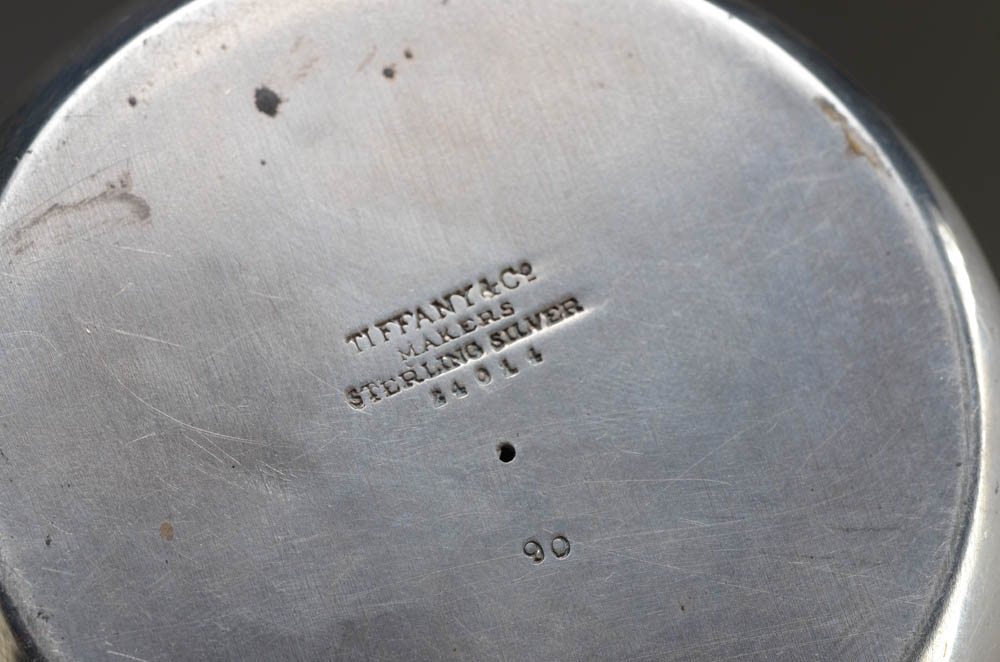 TIFFANY & Cº
MAKERS
STERLING SILVER
24014
90